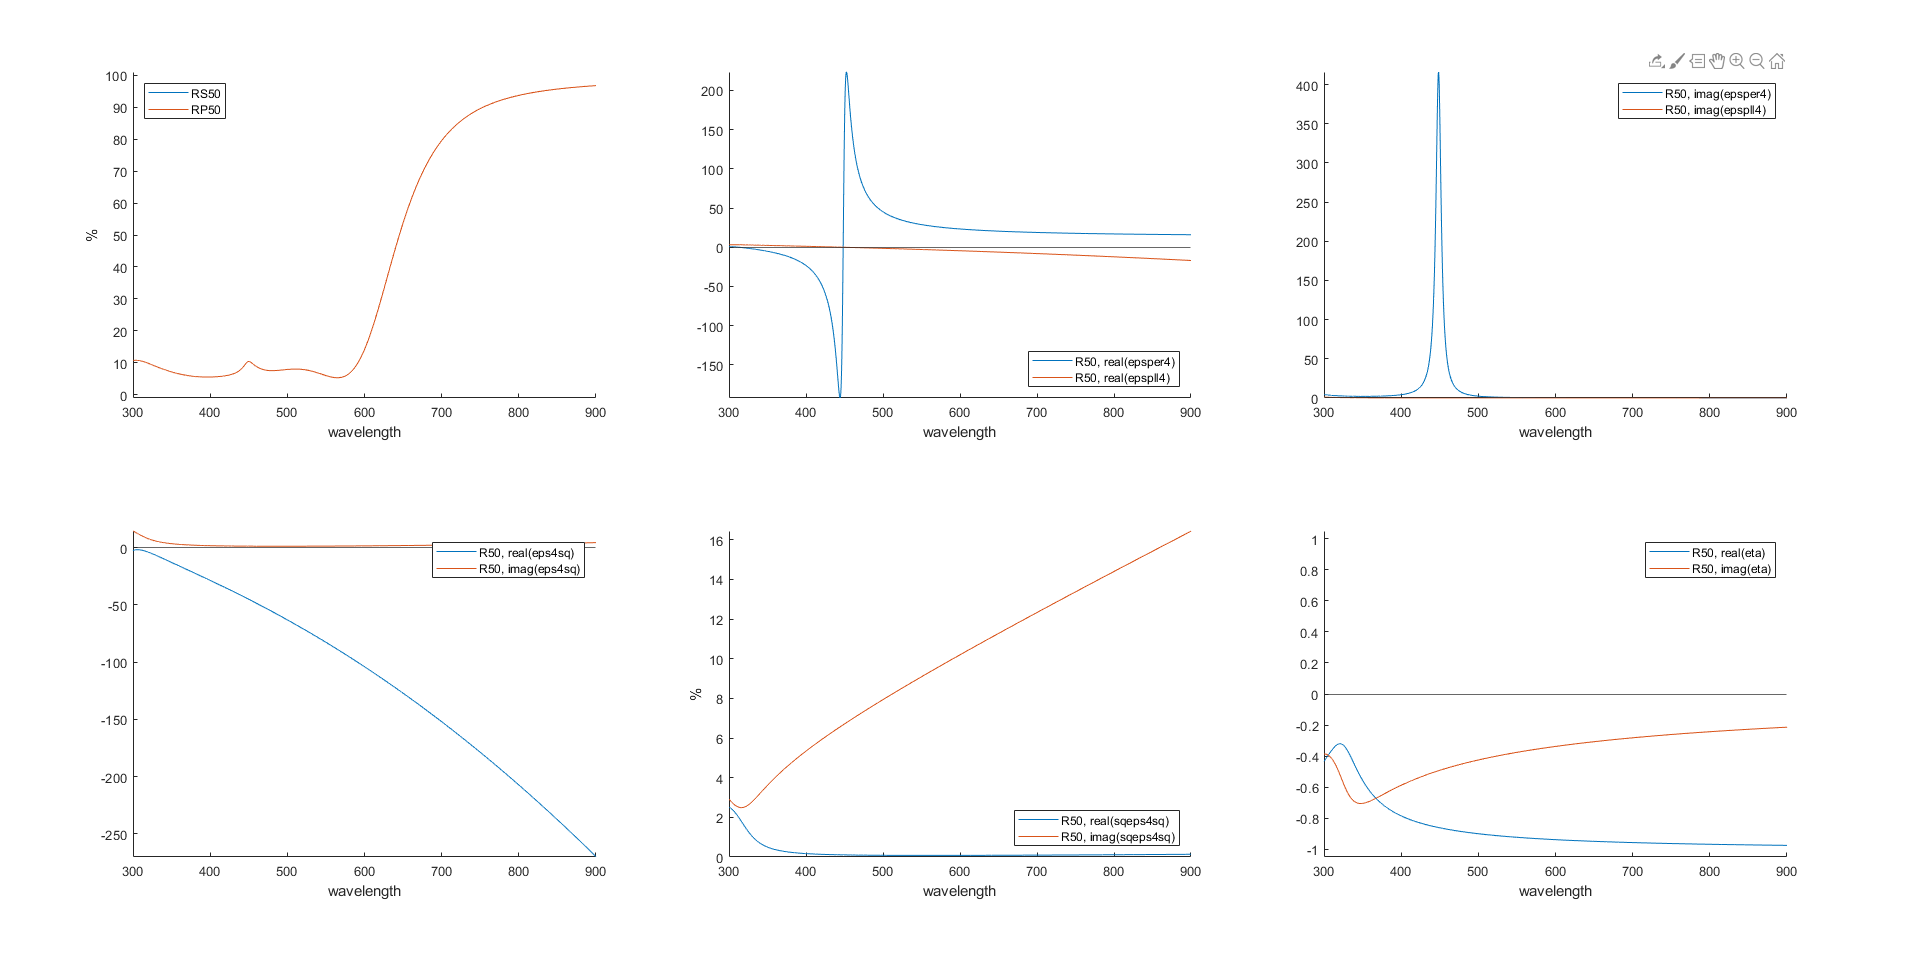 100
90
80
70
60
50
40
30
20
10
0
%
300 400 500 600 700 800 900
wavelength
RS50
RP50
200
150
100
50
0
-50
-100
-150
300 400 500 600 700 800 900
wavelength
R50, real(epsper4)
R50, real(epspll4)
400
350
300
250
200
150
100
50
0
300 400 500 600 700 800 900
wavelength
R50, imag(epsper4)
R50, imag(epspll4)
0
-50
-100
-150
-200
-250
300 400 500 600 700 800 900
wavelength
R50, real(eps4sq)
R50, imag(eps4sq)
16
14
12
10
8
6
4
2
0
%
300 400 500 600 700 800 900
wavelength
R50, real(sqeps4sq)
R50, imag(sqeps4sq)
1
0.8
0.6
0.4
0.2
0
-0.2
-0.4
-0.6
-0.8
-1
300 400 500 600 700 800 900
wavelength
R50, real(eta)
R50, imag(eta)